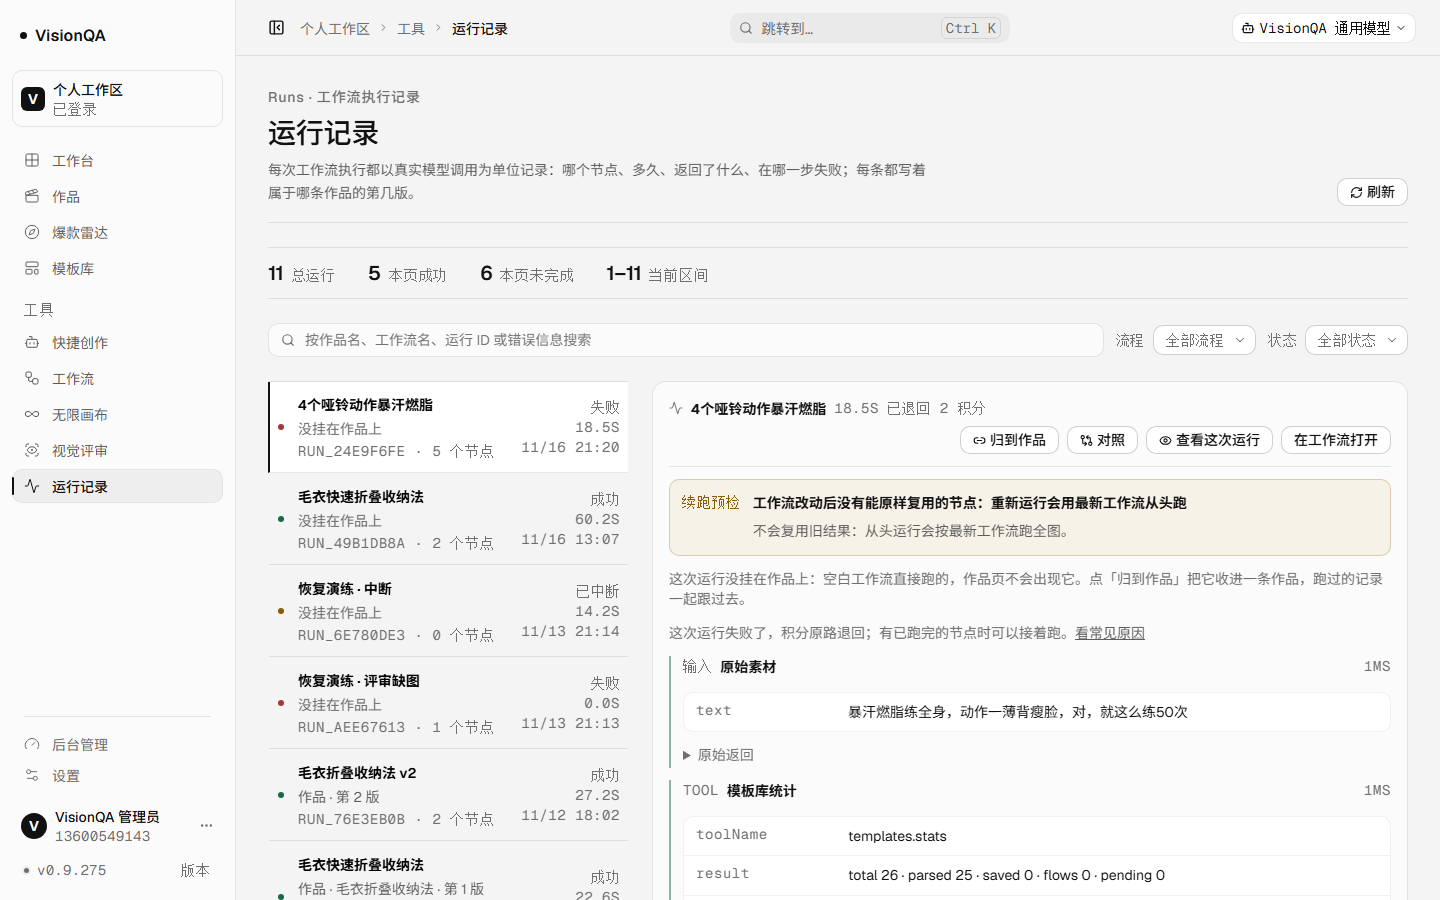 VisionQA
V
个人工作区
已登录
工作台
作品
爆款雷达
模板库
工具
快捷创作
工作流
无限画布
视觉评审
运行记录
后台管理
设置
V
VisionQA 管理员
13600549143
v0.9.275
版本
个人工作区
工具
运行记录
跳转到...
Ctrl K
VisionQA 通用模型
Runs · 工作流执行记录
运行记录
每次工作流执行都以真实模型调用为单位记录：哪个节点、多久、返回了什么、在哪一步失败；每条都写着
属于哪条作品的第几版。
刷新
11 总运行
5 本页成功
6 本页未完成
1–11 当前区间
按作品名、工作流名、运行 ID 或错误信息搜索
流程
全部流程
状态
全部状态
4个哑铃动作暴汗燃脂
失败
没挂在作品上
18.5S
RUN_24E9F6FE · 5 个节点
11/16 21:20
毛衣快速折叠收纳法
成功
没挂在作品上
60.2S
RUN_49B1DB8A · 2 个节点
11/16 13:07
恢复演练 · 中断
已中断
没挂在作品上
14.2S
RUN_6E780DE3 · 0 个节点
11/13 21:14
恢复演练 · 评审缺图
失败
没挂在作品上
0.0S
RUN_AEE67613 · 1 个节点
11/13 21:13
毛衣折叠收纳法 v2
成功
作品 · 第 2 版
27.2S
RUN_76E3EB0B · 2 个节点
11/12 18:02
毛衣快速折叠收纳法
成功
作品 · 毛衣折叠收纳法 · 第 1 版
22.6S
4个哑铃动作暴汗燃脂 18.5S 已退回 2 积分
归到作品
对照
查看这次运行
在工作流打开
续跑预检
工作流改动后没有能原样复用的节点：重新运行会用最新工作流从头跑
不会复用旧结果：从头运行会按最新工作流跑全图。
这次运行没挂在作品上：空白工作流直接跑的，作品页不会出现它。点「归到作品」把它收进一条作品，跑过的记录
一起跟过去。
这次运行失败了，积分原路退回；有已跑完的节点时可以接着跑。看常见原因
输入 原始素材
1MS
text
暴汗燃脂练全身，动作一薄背瘦脸，对，就这么练50次
原始返回
TOOL 模板库统计
1MS
toolName
templates.stats
result
total 26 · parsed 25 · saved 0 · flows 0 · pending 0